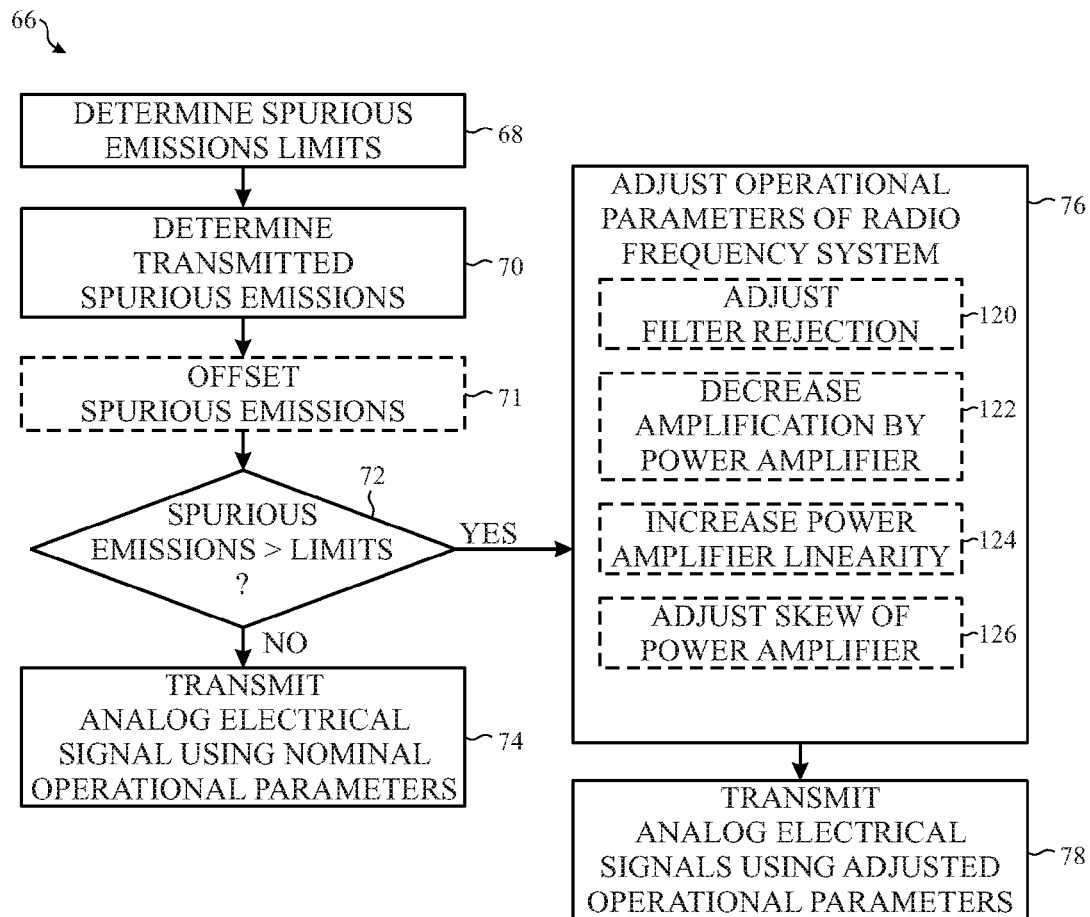 66
DETERMINE SPURIOUS
EMISSIONS LIMITS
68
DETERMINE
TRANSMITTED
SPURIOUS EMISSIONS
70
OFFSET
SPURIOUS EMISSIONS
71
72
SPURIOUS
EMISSIONS > LIMITS
?
YES
NO
TRANSMIT
ANALOG ELECTRICAL
SIGNAL USING NOMINAL
OPERATIONAL PARAMETERS
74
ADJUST OPERATIONAL
PARAMETERS OF RADIO
FREQUENCY SYSTEM
76
ADJUST
FILTER REJECTION
120
DECREASE
AMPLIFICATION BY
POWER AMPLIFIER
122
INCREASE POWER
AMPLIFIER LINEARITY
124
ADJUST SKEW OF
POWER AMPLIFIER
126
TRANSMIT
ANALOG ELECTRICAL
SIGNALS USING ADJUSTED
OPERATIONAL PARAMETERS
78